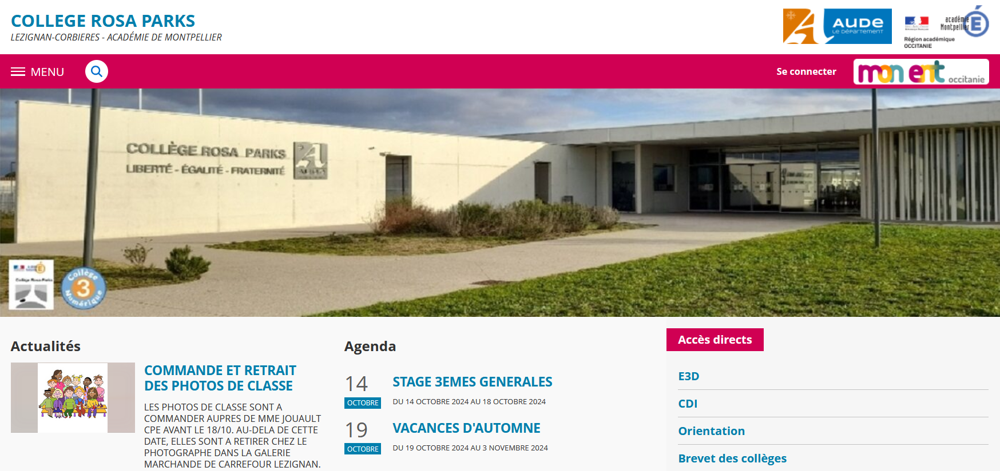 COLLEGE ROSA PARKS
LEZIGNAN-CORBIERES - ACADÉMIE DE MONTPELLIER
AUDE
LE DÉPARTEMENT
académie
Montpellier
Région académique
OCCITANIE
MENU
Se connecter
mon ent
occitanie
COLLÈGE ROSA PARKS
LIBERTÉ - ÉGALITÉ - FRATERNITÉ
Collège Rosa Parks
Collège
3
Numérique
Actualités
COMMANDE ET RETRAIT
DES PHOTOS DE CLASSE
LES PHOTOS DE CLASSE SONT A
COMMANDER AUPRES DE MME JOUAULT
CPE AVANT LE 18/10. AU-DELA DE CETTE
DATE, ELLES SONT A RETIRER CHEZ LE
PHOTOGRAPHE DANS LA GALERIE
MARCHANDE DE CARREFOUR LEZIGNAN.
Agenda
14
OCTOBRE
STAGE 3EMES GENERALES
DU 14 OCTOBRE 2024 AU 18 OCTOBRE 2024
19
OCTOBRE
VACANCES D'AUTOMNE
DU 19 OCTOBRE 2024 AU 3 NOVEMBRE 2024
Accès directs
E3D
CDI
Orientation
Brevet des collèges